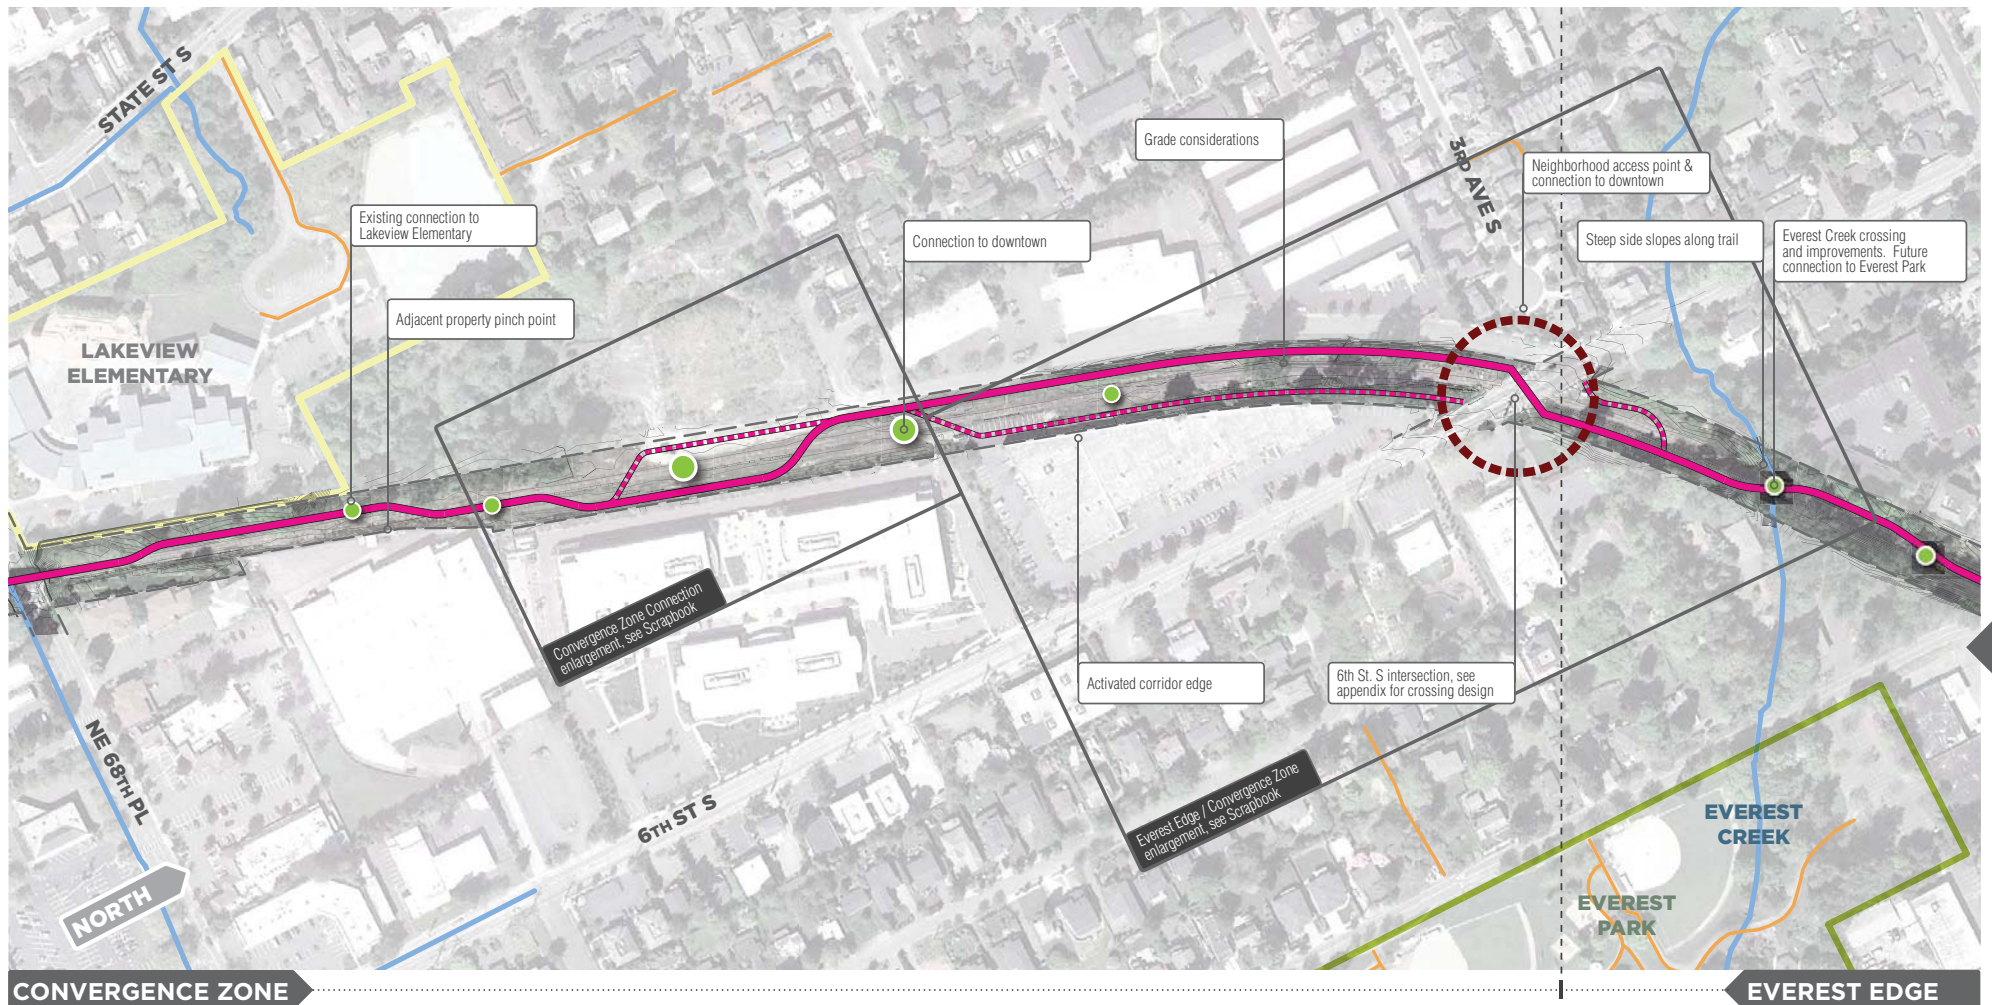 STATE ST S
Grade considerations
3RD AVE S
Neighborhood access point &
connection to downtown
Existing connection to
Lakeview Elementary
Connection to downtown
Steep side slopes along trail
Everest Creek crossing
and improvements. Future
connection to Everest Park
Adjacent property pinch point
LAKEVIEW
ELEMENTARY
Convergence Zone Connection
enlargement, see Scrapbook
Activated corridor edge
6th St. S intersection, see
appendix for crossing design
NE 68TH PL
6TH ST S
Everest Edge / Convergence Zone
enlargement, see Scrapbook
EVEREST
CREEK
EVEREST
PARK
NORTH
CONVERGENCE ZONE
EVEREST EDGE